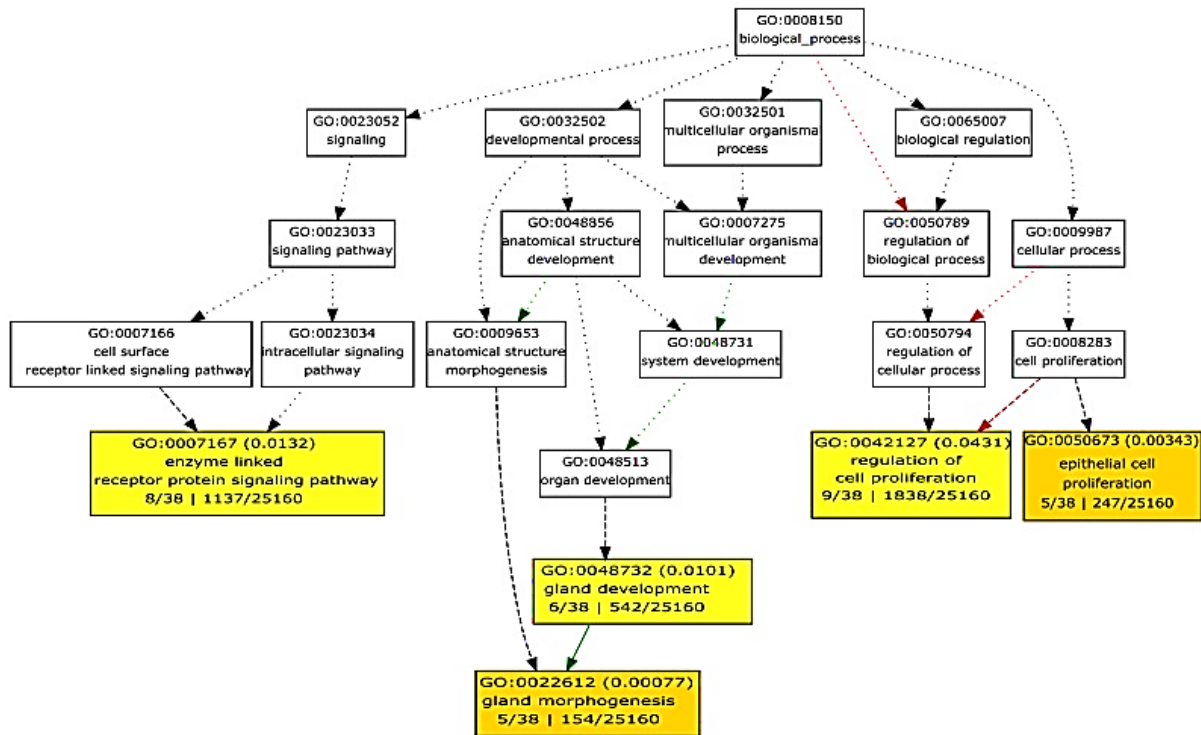 GO:0008150
biological_process
GO:0023052
signaling
GO:0032502
developmental process
GO:0032501
multicellular organisma
process
GO:0065007
biological regulation
GO:0023033
signaling pathway
GO:0048856
anatomical structure
development
GO:0007275
multicellular organisma
development
GO:0050789
regulation of
biological process
GO:0009987
cellular process
GO:0007166
cell surface
receptor linked signaling pathway
GO:0023034
intracellular signaling
pathway
GO:0009653
anatomical structure
morphogenesis
GO:0048731
system development
GO:0050794
regulation of
cellular process
GO:0008283
cell proliferation
GO:0007167 (0.0132)
enzyme linked
receptor protein signaling pathway
8/38 | 1137/25160
GO:0048513
organ development
GO:0042127 (0.0431)
regulation of
cell proliferation
9/38 | 1838/25160
GO:0050673 (0.00343)
epithelial cell
proliferation
5/38 | 247/25160
GO:0048732 (0.0101)
gland development
6/38 | 542/25160
GO:0022612 (0.00077)
gland morphogenesis
5/38 | 154/25160